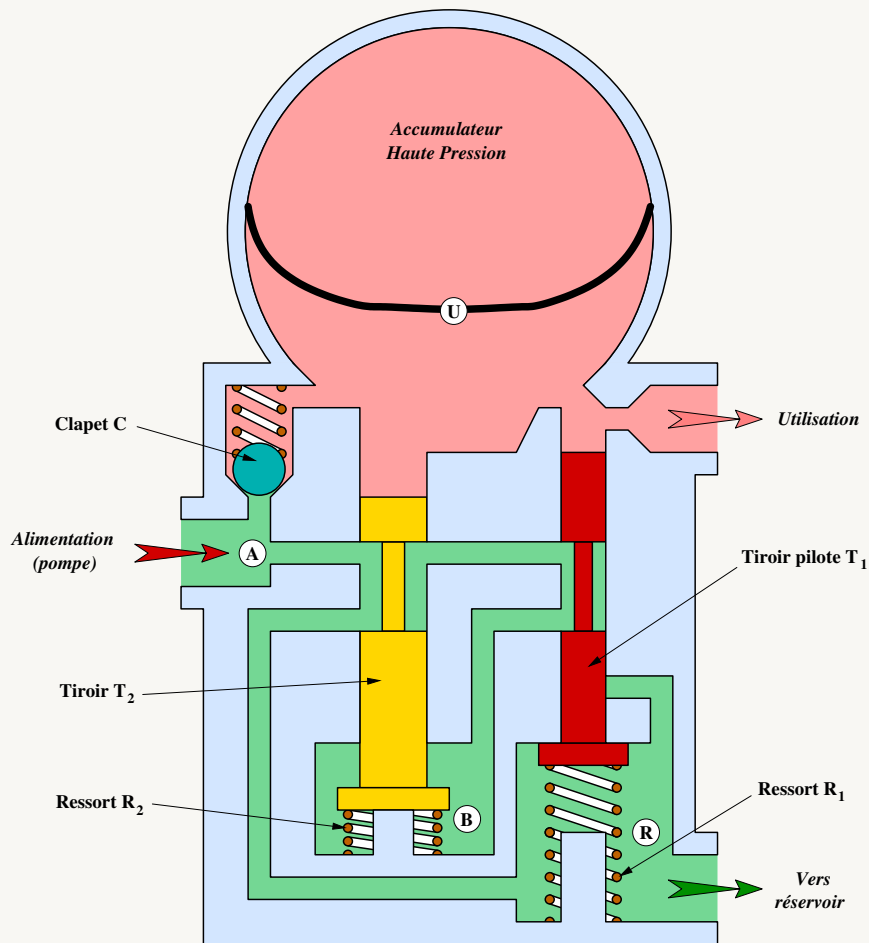 Accumulateur
Haute Pression
U
Clapet C
Utilisation
Alimentation
(pompe)
A
Tiroir pilote T1
Tiroir T2
Ressort R2
B
R
Ressort R1
Vers
réservoir